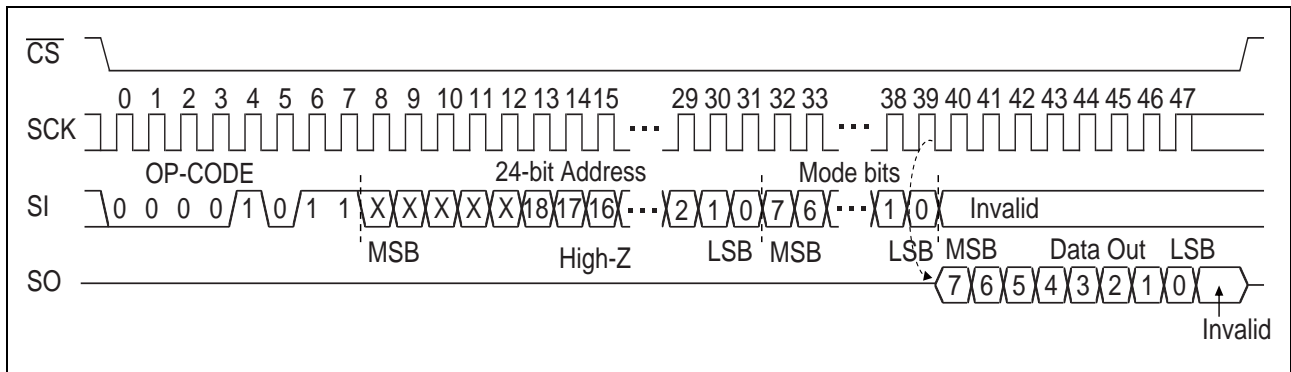 CS
0 1 2 3 4 5 6 7 8 9 10 11 12 13 14 15 29 30 31 32 33 38 39 40 41 42 43 44 45 46 47
SCK
OP-CODE 24-bit Address Mode bits
SI 0 0 0 0 1 0 1 1 X X X X X 18 17 16 2 1 0 7 6 1 0 Invalid
MSB High-Z LSB MSB LSB MSB Data Out LSB
SO 7 6 5 4 3 2 1 0
Invalid